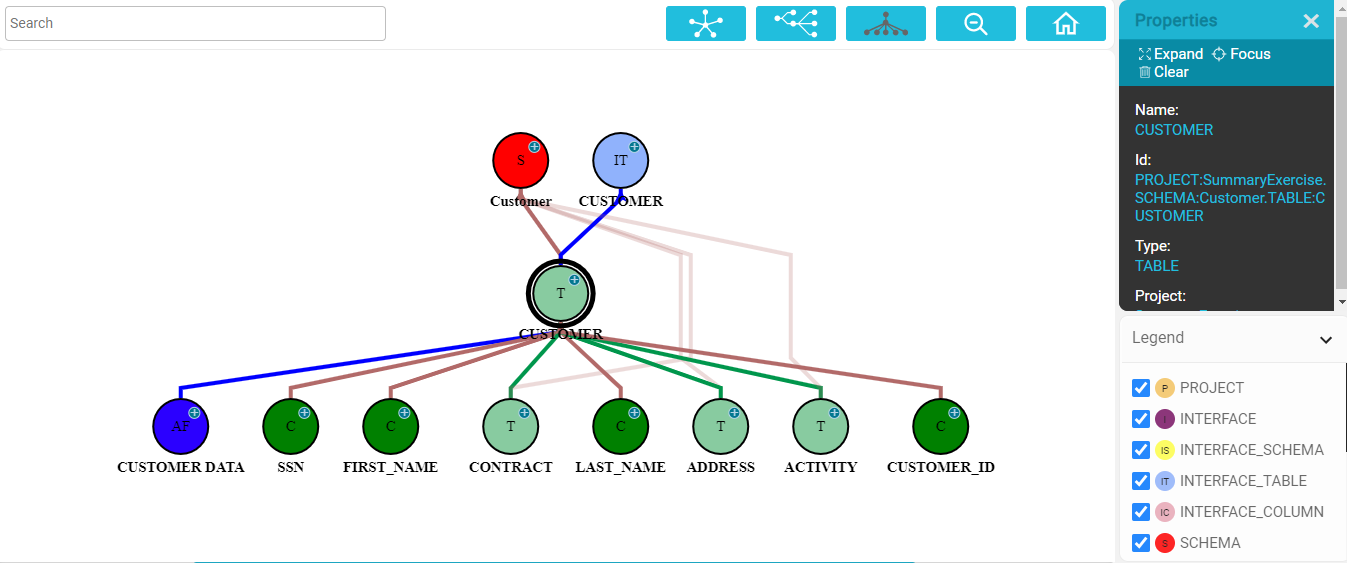 Search
S
IT
Customer
CUSTOMER
T
CUSTOMER
AF
C
C
T
C
T
T
C
CUSTOMER DATA
SSN
FIRST_NAME
CONTRACT
LAST_NAME
ADDRESS
ACTIVITY
CUSTOMER_ID
Properties
Expand
Focus
Clear
Name:
CUSTOMER
Id:
PROJECT:SummaryExercise.
SCHEMA:Customer.TABLE:C
USTOMER
Type:
TABLE
Project:
Legend
P PROJECT
I INTERFACE
IS INTERFACE_SCHEMA
IT INTERFACE_TABLE
IC INTERFACE_COLUMN
S SCHEMA